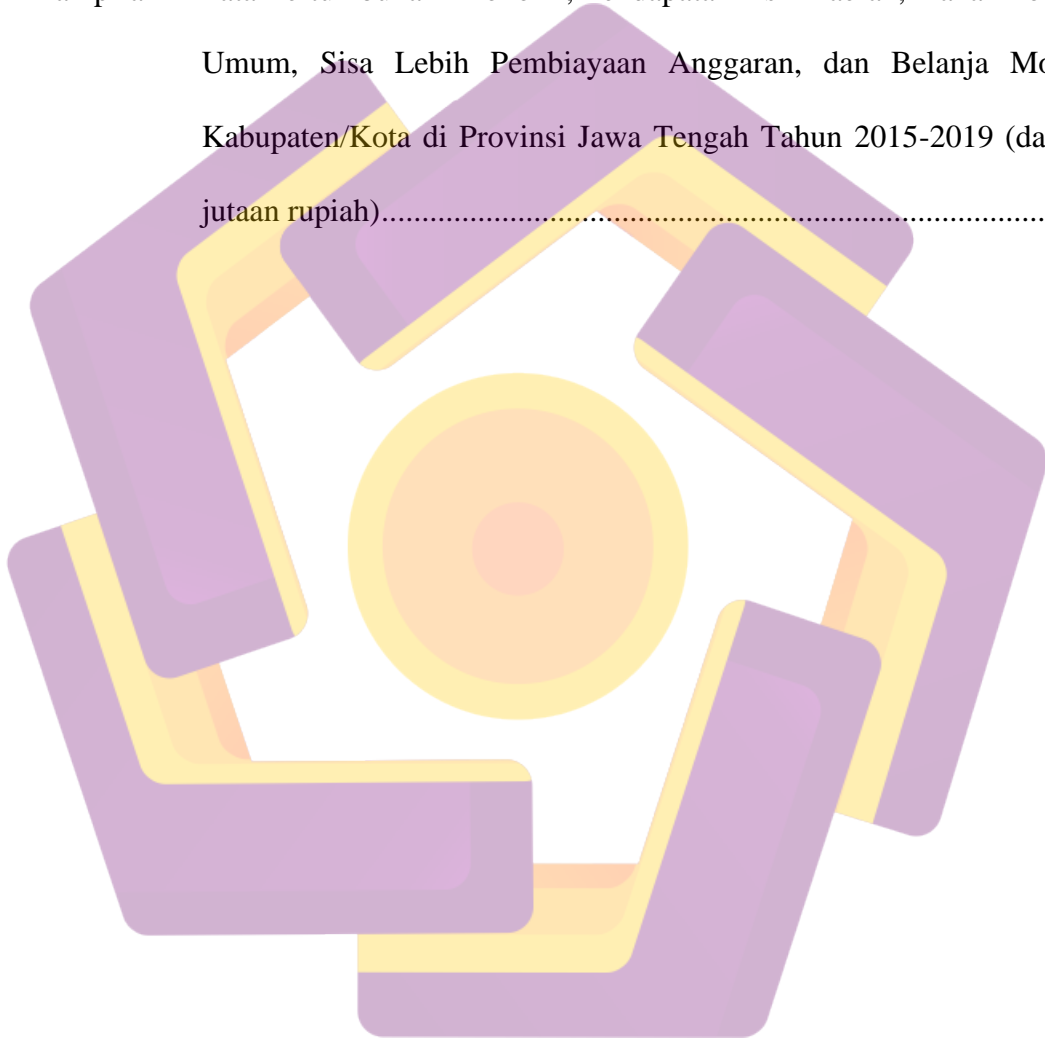 Umum, Sisa Lebih Pembiayaan Anggaran, dan Belanja Mo
Kabupaten/Kota di Provinsi Jawa Tengah Tahun 2015-2019 (da
jutaan rupiah)..................................................................................